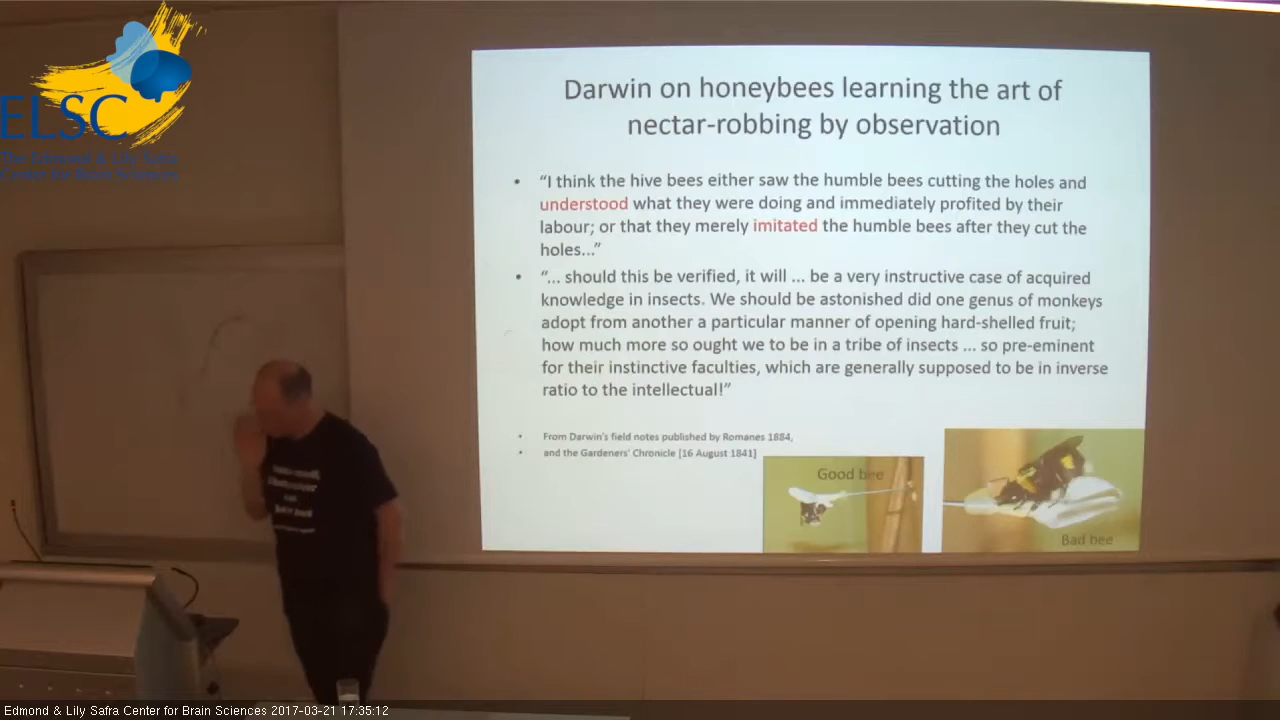 ELSC
The Edmond & Lily Safra
Center for Brain Sciences
Darwin on honeybees learning the art of
nectar-robbing by observation
• “I think the hive bees either saw the humble bees cutting the holes and
understood what they were doing and immediately profited by their
labour; or that they merely imitated the humble bees after they cut the
holes...”
• “... should this be verified, it will ... be a very instructive case of acquired
knowledge in insects. We should be astonished did one genus of monkeys
adopt from another a particular manner of opening hard-shelled fruit;
how much more so ought we to be in a tribe of insects ... so pre-eminent
for their instinctive faculties, which are generally supposed to be in inverse
ratio to the intellectual!”
• From Darwin's field notes published by Romanes 1884,
• and the Gardeners' Chronicle [16 August 1841]
Good bee
Bad bee
Edmond & Lily Safra Center for Brain Sciences 2017-03-21 17:35:12